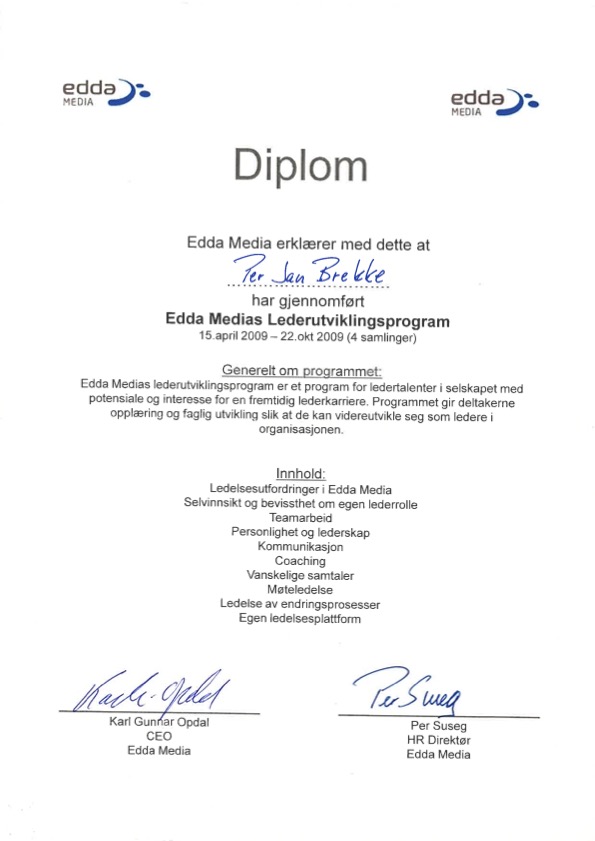 edda
MEDIA
edda
MEDIA
Diplom
Edda Media erklærer med dette at
Per Jan Brekke
har gjennomført
Edda Medias Lederutviklingsprogram
15.april 2009 – 22.okt 2009 (4 samlinger)
Generelt om programmet:
Edda Medias lederutviklingsprogram er et program for ledertalenter i selskapet med
potensiale og interesse for en fremtidig lederkarriere. Programmet gir deltakerne
opplæring og faglig utvikling slik at de kan videreutvikle seg som ledere i
organisasjonen.
Innhold:
Ledelsesutfordringer i Edda Media
Selvinnsikt og bevissthet om egen lederrolle
Teamarbeid
Personlighet og lederskap
Kommunikasjon
Coaching
Vanskelige samtaler
Møteledelse
Ledelse av endringsprosesser
Egen ledelsesplattform
Karl Opdal
Karl Gunnar Opdal
CEO
Edda Media
Per Suseg
Per Suseg
HR Direktør
Edda Media